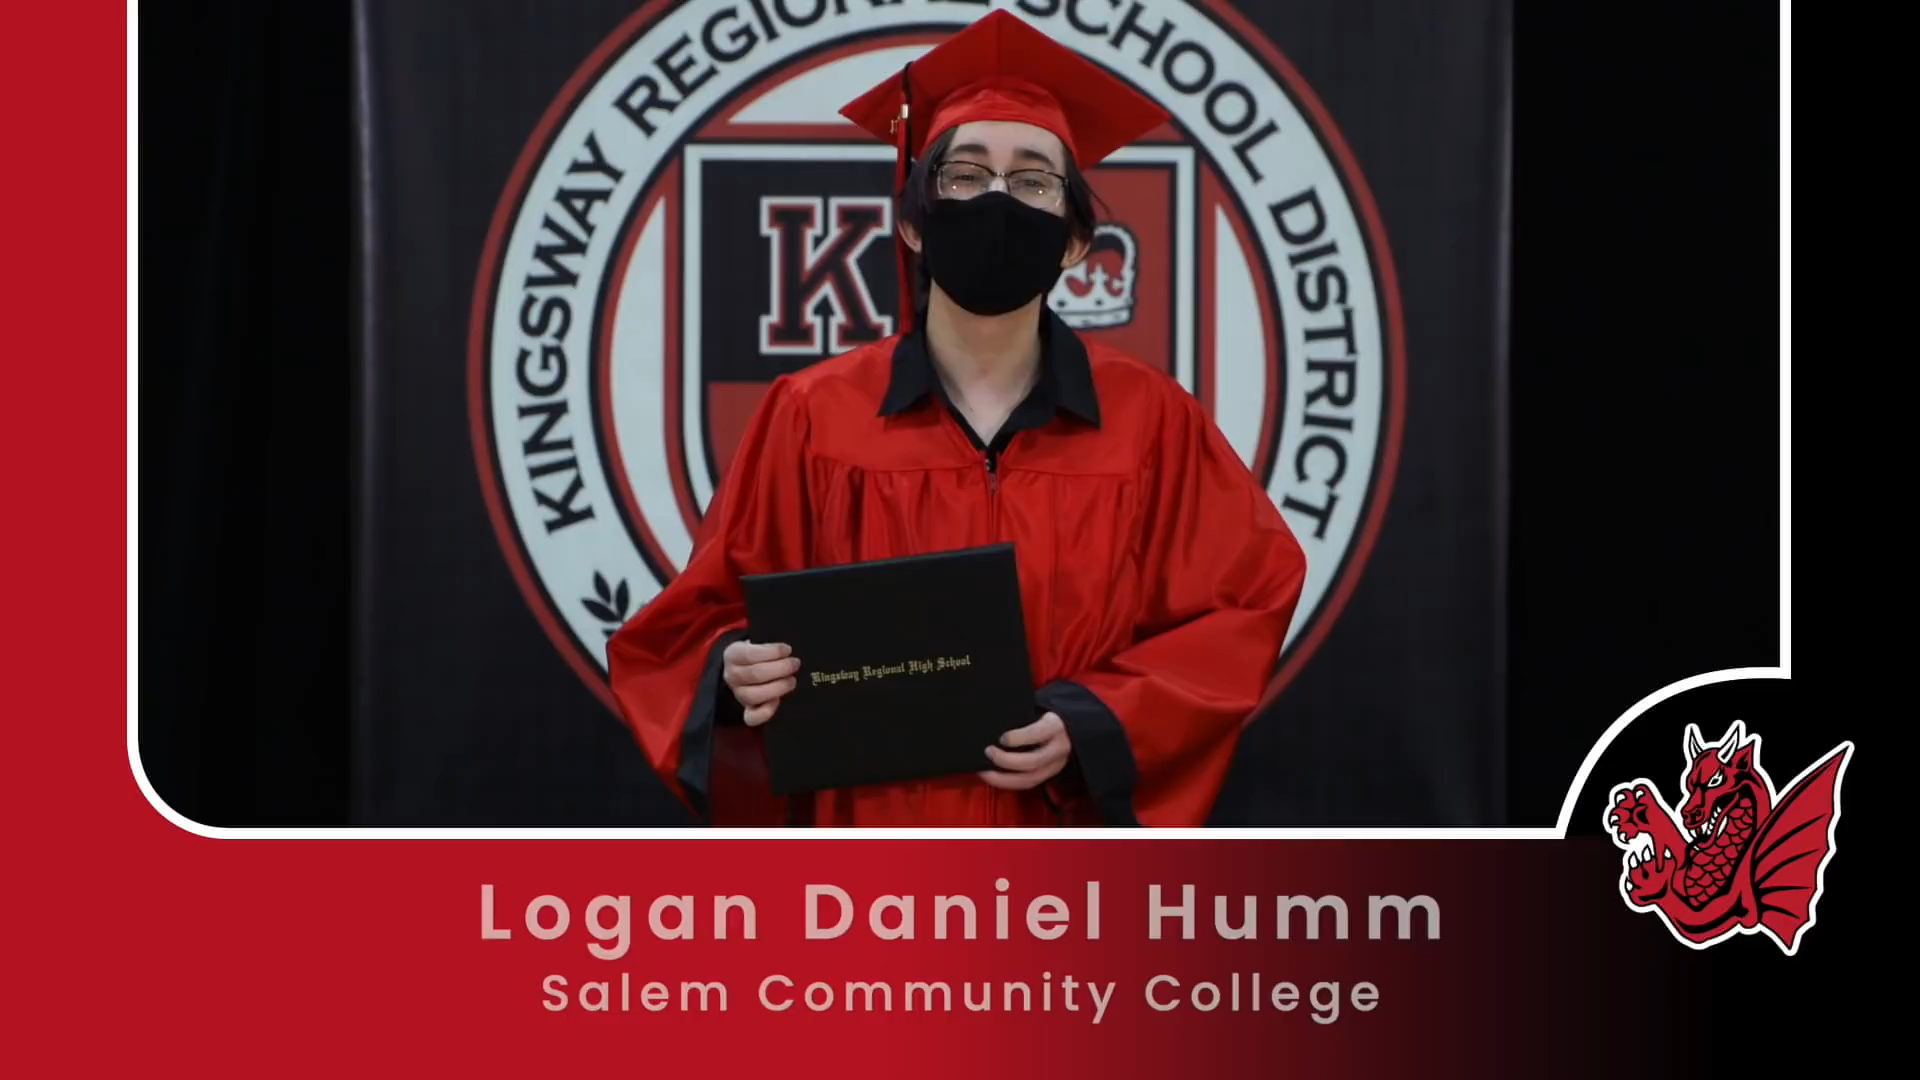 KINGSWAY REGIONAL SCHOOL DISTRICT
K
Kingsway Regional High School
Logan Daniel Humm
Salem Community College